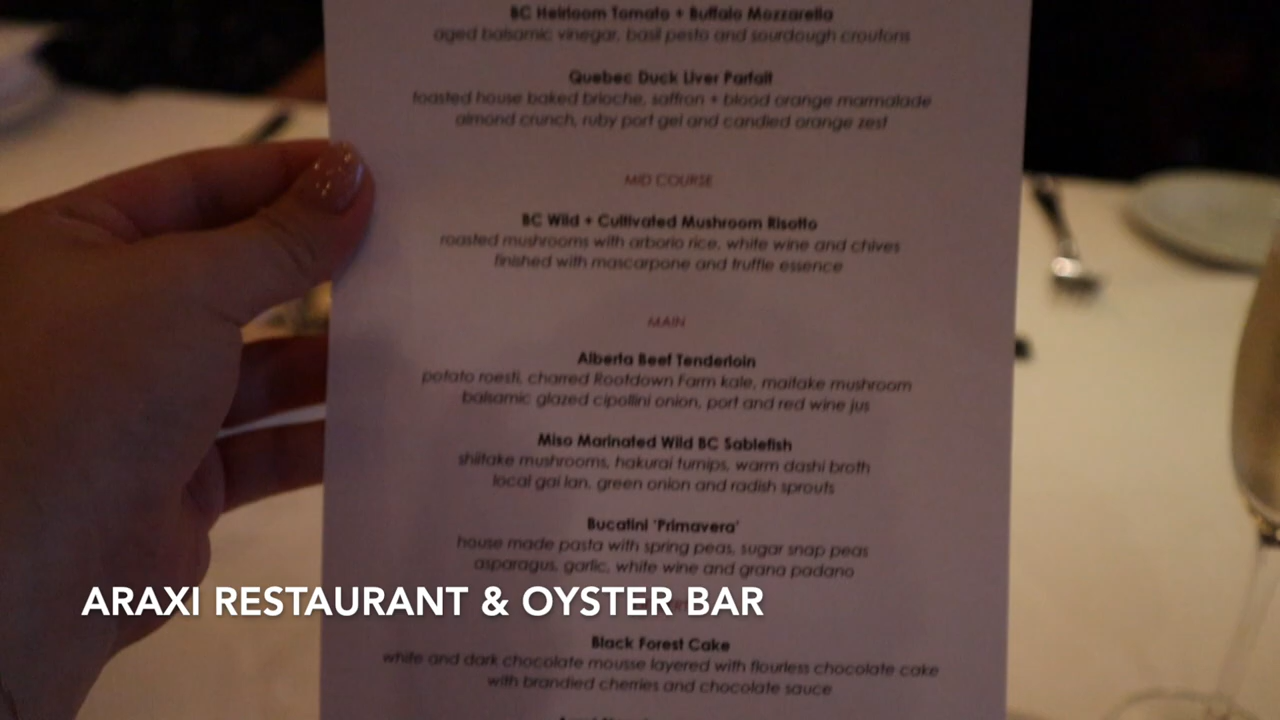 BC Heirloom Tomato + Buffalo Mozzarella
aged balsamic vinegar, basil pesto and sourdough croutons
Quebec Duck Liver Parfait
toasted house baked brioche, saffron + blood orange marmalade
almond crunch, ruby port gel and candied orange zest
MID COURSE
BC Wild + Cultivated Mushroom Risotto
roasted mushrooms with arborio rice, white wine and chives
finished with mascarpone and truffle essence
MAIN
Alberta Beef Tenderloin
potato roesti, charred Rootdown Farm kale, maitake mushroom
balsamic glazed cipollini onion, port and red wine jus
Miso Marinated Wild BC Sablefish
shiitake mushrooms, hakurai turnips, warm dashi broth
local gai lan, green onion and radish sprouts
Bucatini 'Primavera'
house made pasta with spring peas, sugar snap peas
asparagus, garlic, white wine and grana padano
ARAXI RESTAURANT & OYSTER BAR
Black Forest Cake
white and dark chocolate mousse layered with flourless chocolate cake
with brandied cherries and chocolate sauce